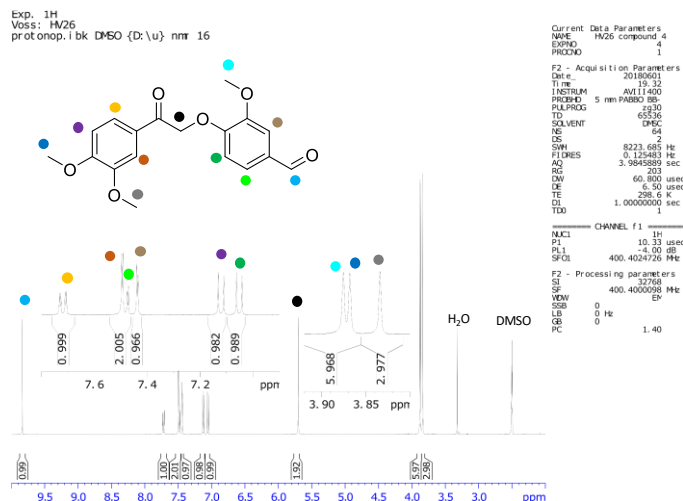 Exp. 1H
Voss: HV26
protonop.ibk DMSO {D:\u} nmr 16
O
O
O
O
O
O
H2O
DMSO
0.999
2.005
0.966
0.982
0.989
7.6 7.4 7.2 ppm
5.968
2.977
3.90 3.85 ppm
0.99
1.00
2.01
0.97
0.98
0.99
1.92
5.97
2.98
9.5 9.0 8.5 8.0 7.5 7.0 6.5 6.0 5.5 5.0 4.5 4.0 3.5 3.0 ppm
Current Data Parameters
NAME HV26 compound 4
EXPNO 4
PROCNO 1
F2 - Acquisition Parameters
Date_ 20180601
Time 19.32
INSTRUM AVIII400
PROBHD 5 mm PABBO BB-
PULPROG zg30
TD 65536
SOLVENT DMSO
NS 64
DS 2
SWH 8223.685 Hz
FIDRES 0.125483 Hz
AQ 3.9845889 sec
RG 203
DW 60.800 usec
DE 6.50 usec
TE 298.6 K
D1 1.00000000 sec
TD0 1
======== CHANNEL f1 ========
NUC1 1H
P1 10.33 usec
PL1 -4.00 dB
SFO1 400.4024726 MHz
F2 - Processing parameters
SI 32768
SF 400.4000098 MHz
WDW EM
SSB 0
LB 0 Hz
GB 0
PC 1.40